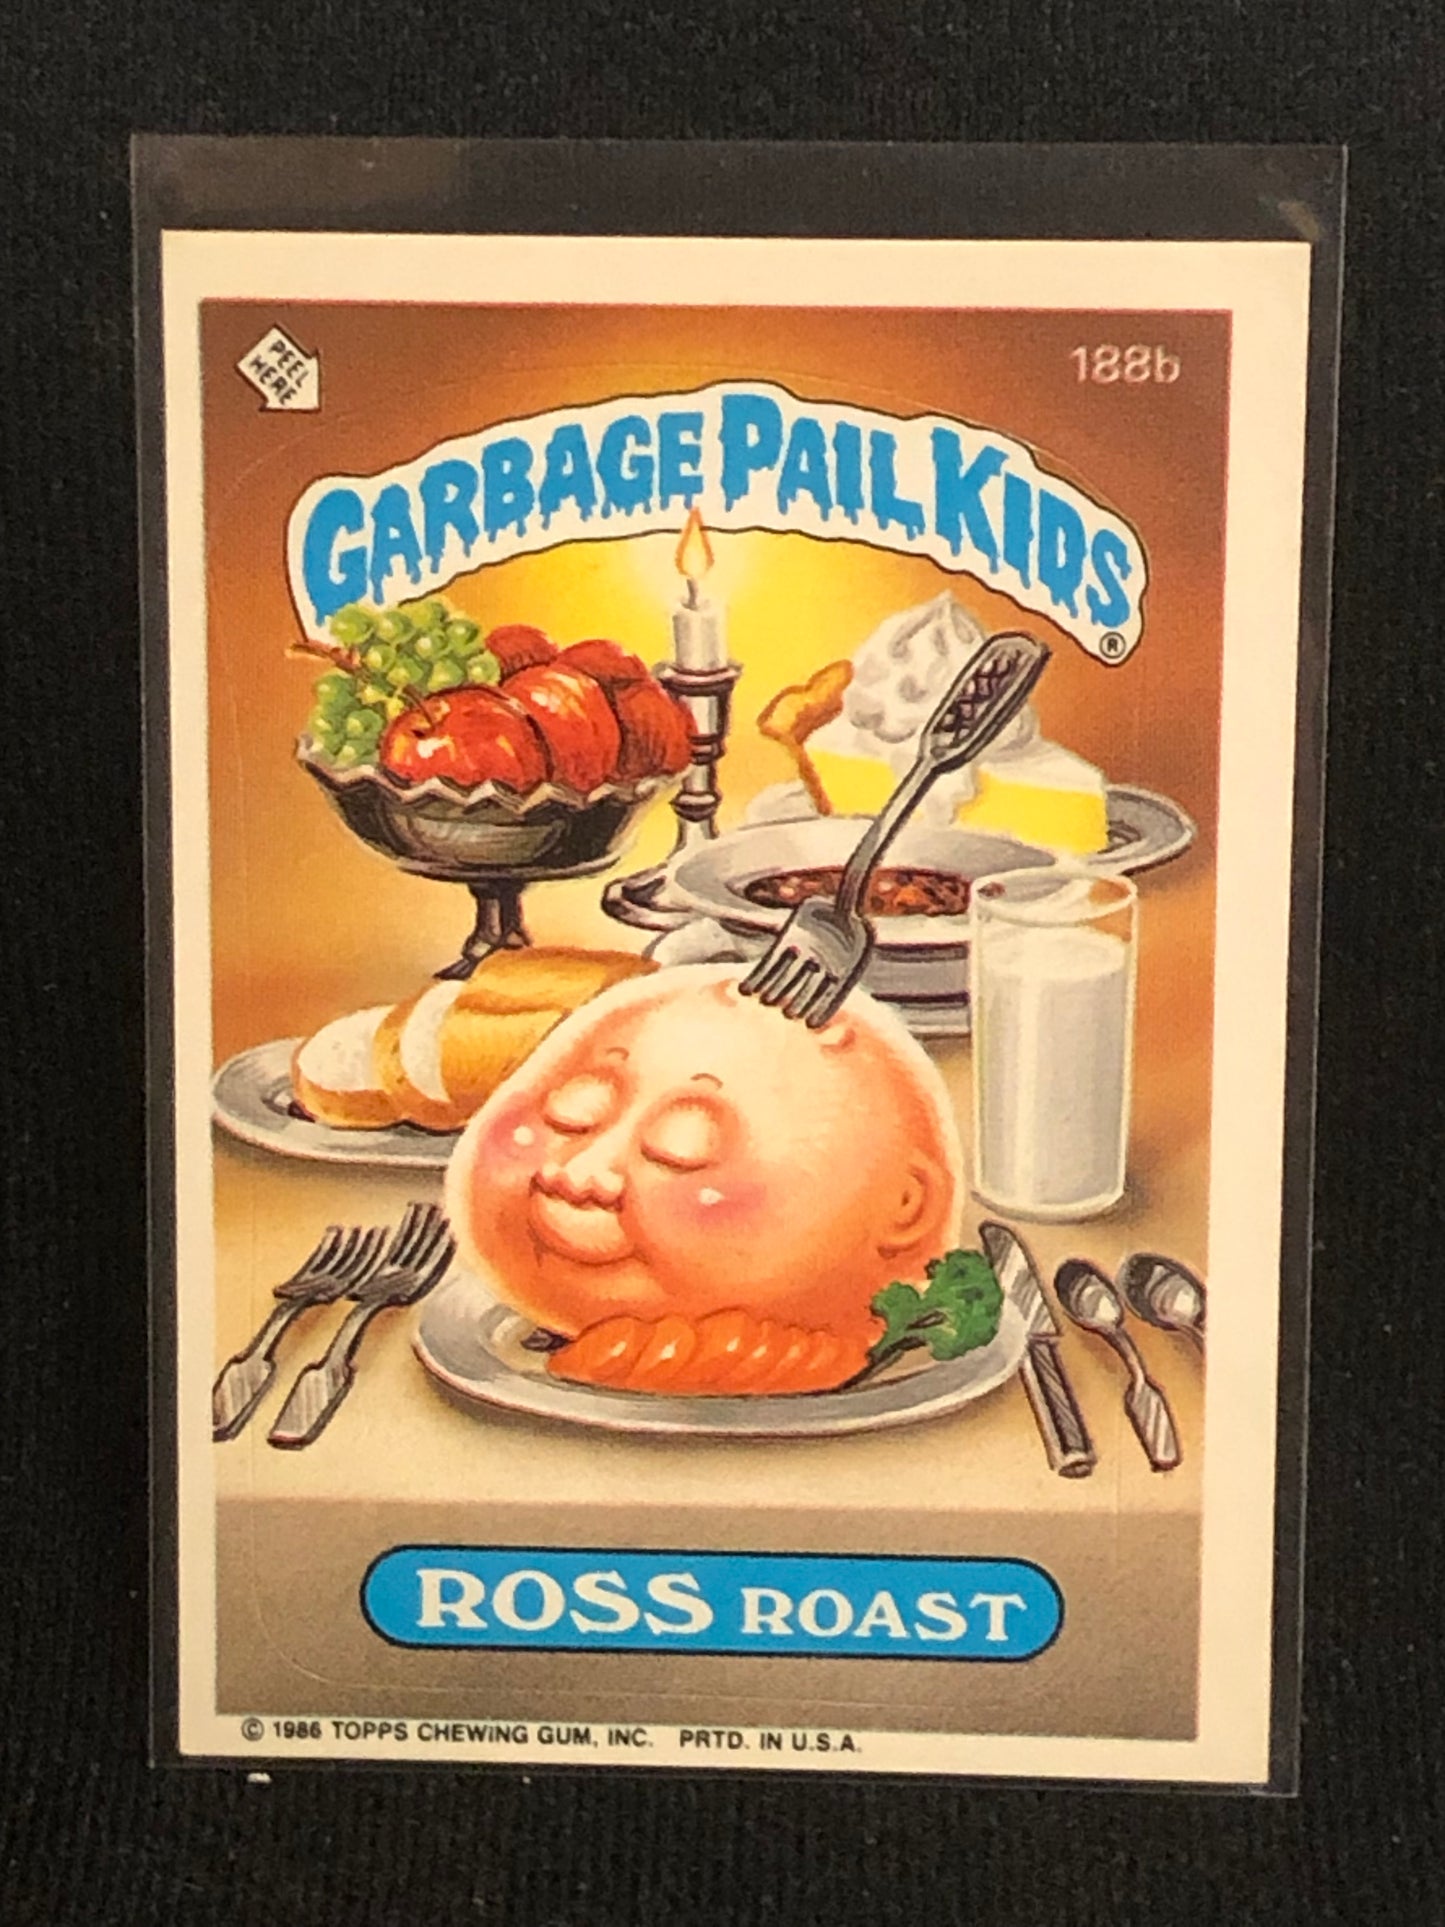 PEEL
HERE
188b
GARBAGE PAIL KIDS
®
ROSS ROAST
© 1986 TOPPS CHEWING GUM, INC. PRTD. IN U.S.A.